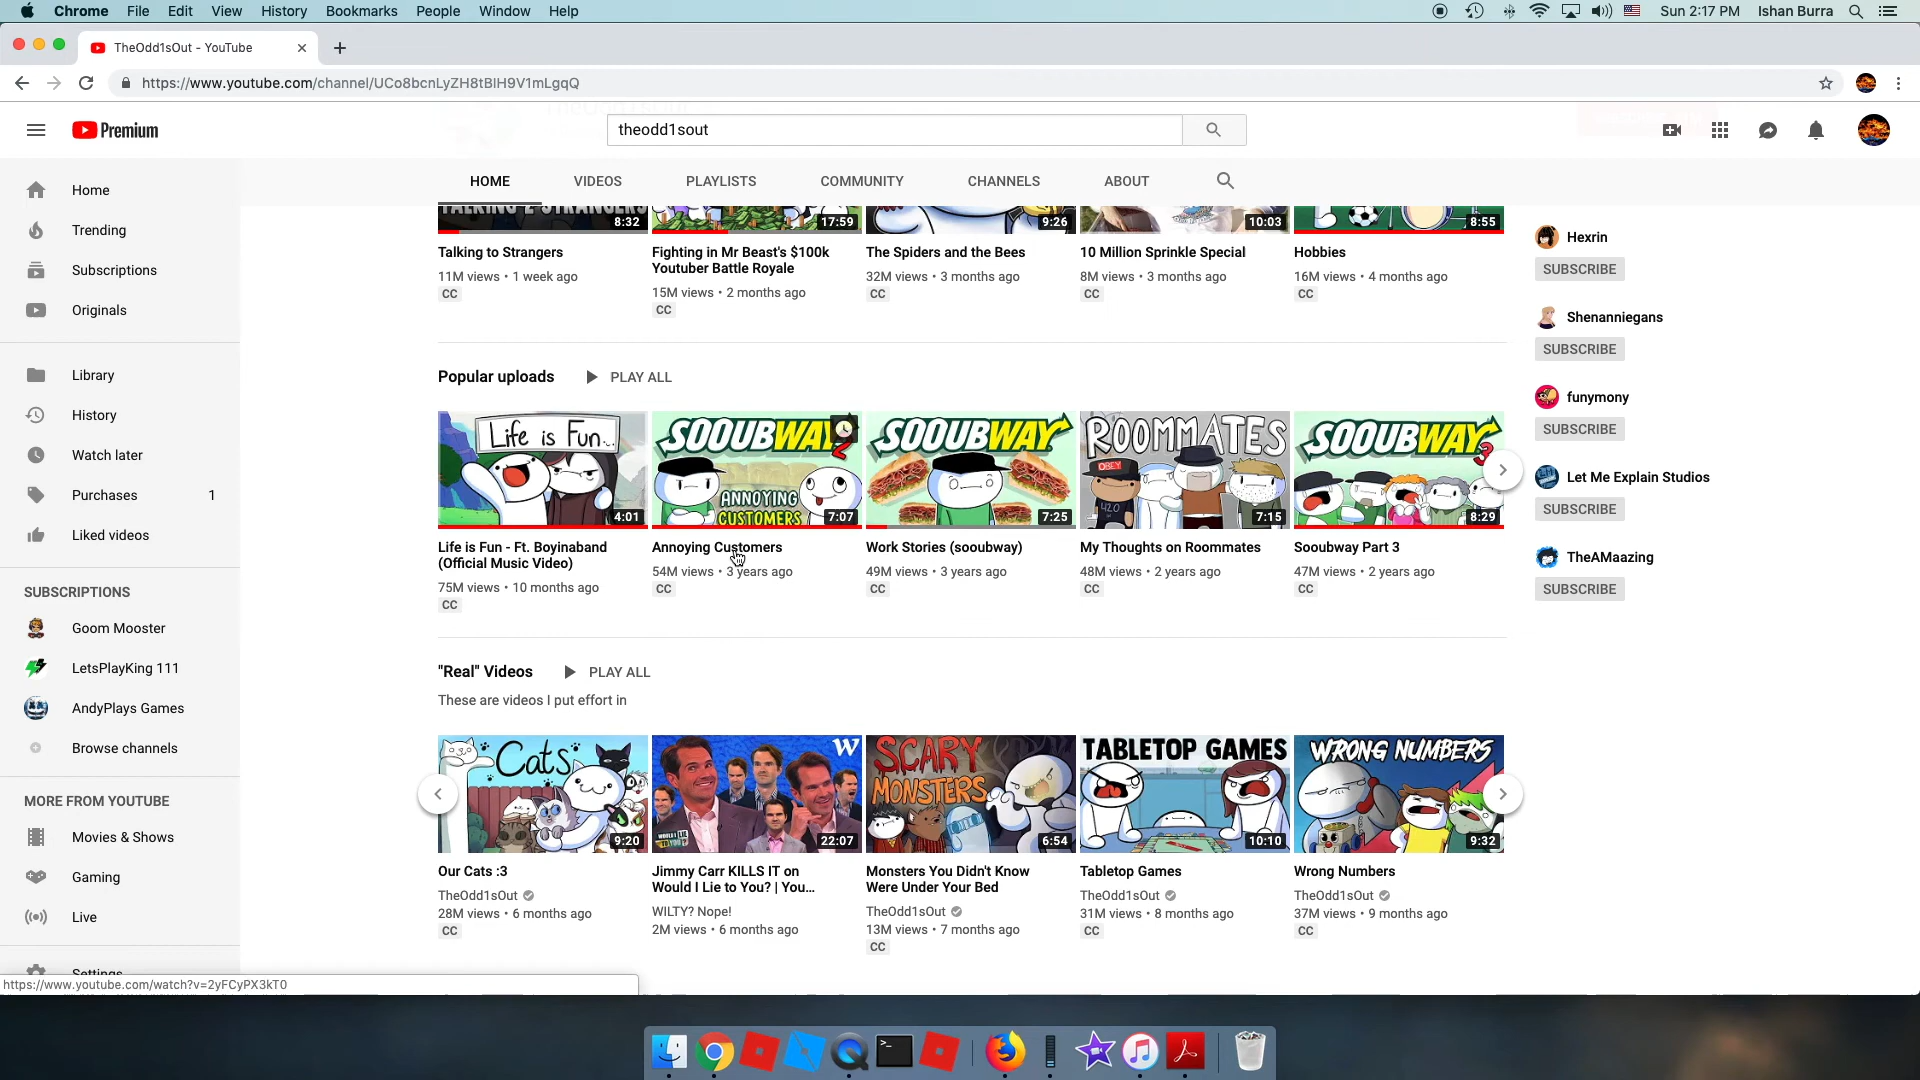 Chrome File Edit View History Bookmarks People Window Help Sun 2:17 PM Ishan Burra
TheOdd1sOut - YouTube
https://www.youtube.com/channel/UCo8bcnLyZH8tBIH9V1mLgqQ
Premium
theodd1sout
HOME VIDEOS PLAYLISTS COMMUNITY CHANNELS ABOUT
Home
Trending
Subscriptions
Originals
Library
History
Watch later
Purchases 1
Liked videos
SUBSCRIPTIONS
Goom Mooster
LetsPlayKing 111
AndyPlays Games
Browse channels
MORE FROM YOUTUBE
Movies & Shows
Gaming
Live
Settings
TALKING 2 STRANGERS
8:32
17:59
9:26
10:03
8:55
Talking to Strangers
11M views • 1 week ago
CC
Fighting in Mr Beast's $100k
Youtuber Battle Royale
15M views • 2 months ago
CC
The Spiders and the Bees
32M views • 3 months ago
CC
10 Million Sprinkle Special
8M views • 3 months ago
CC
Hobbies
16M views • 4 months ago
CC
Popular uploads PLAY ALL
Life is Fun..
4:01
SOOUBWAY 2
ANNOYING
CUSTOMERS
7:07
SOOUBWAY
7:25
ROOMMATES
OBEY
420
7:15
SOOUBWAY 3
8:29
Life is Fun - Ft. Boyinaband
(Official Music Video)
75M views • 10 months ago
CC
Annoying Customers
54M views • 3 years ago
CC
Work Stories (sooubway)
49M views • 3 years ago
CC
My Thoughts on Roommates
48M views • 2 years ago
CC
Sooubway Part 3
47M views • 2 years ago
CC
"Real" Videos PLAY ALL
These are videos I put effort in
Cats
9:20
W
22:07
SCARY
MONSTERS
6:54
TABLETOP GAMES
10:10
WRONG NUMBERS
9:32
Our Cats :3
TheOdd1sOut
28M views • 6 months ago
CC
Jimmy Carr KILLS IT on
Would I Lie to You? | You...
WILTY? Nope!
2M views • 6 months ago
Monsters You Didn't Know
Were Under Your Bed
TheOdd1sOut
13M views • 7 months ago
CC
Tabletop Games
TheOdd1sOut
31M views • 8 months ago
CC
Wrong Numbers
TheOdd1sOut
37M views • 9 months ago
CC
Hexrin
SUBSCRIBE
Shenanniegans
SUBSCRIBE
funymony
SUBSCRIBE
Let Me Explain Studios
SUBSCRIBE
TheAMaazing
SUBSCRIBE
https://www.youtube.com/watch?v=2yFCyPX3kT0